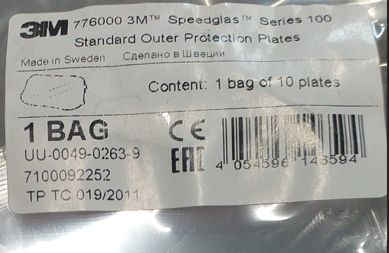 3M 776000 3M™ Speedglas™ Series 100
Standard Outer Protection Plates
Made in Sweden Сделано в Швеции
Content: 1 bag of 10 plates
1 BAG
CE
UU-0049-0263-9
EAC
7100092252
4 054596 143594
TP TC 019/2011